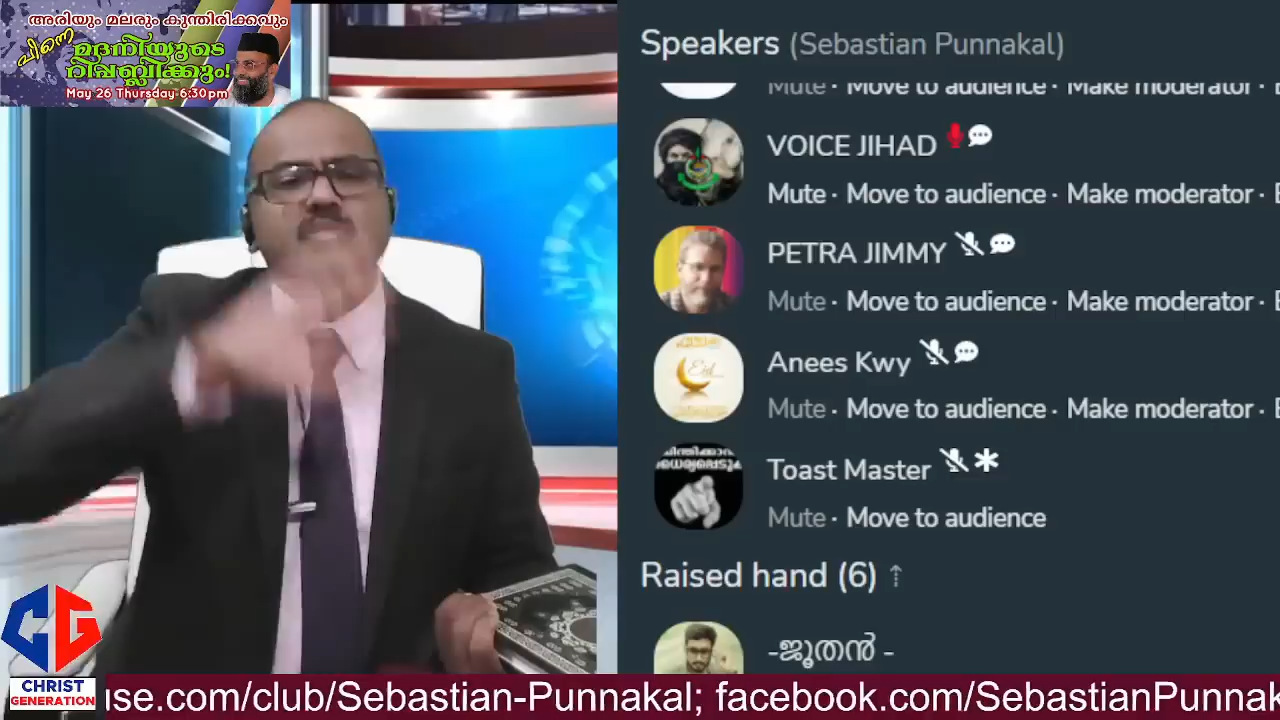 അരിയും മലരും കുന്തിരിക്കവും
പിന്നെ മദനിയുടെ
റിപ്പബ്ലിക്കും!
May 26 Thursday 6:30pm
Speakers (Sebastian Punnakal)
Mute · Move to audience · Make moderator ·
VOICE JIHAD
Mute · Move to audience · Make moderator ·
PETRA JIMMY
Mute · Move to audience · Make moderator ·
Anees Kwy
Eid
Mute · Move to audience · Make moderator ·
Toast Master
Mute · Move to audience
Raised hand (6)
-ജൂതൻ -
CG
CHRIST
GENERATION
use.com/club/Sebastian-Punnakal; facebook.com/SebastianPunnak